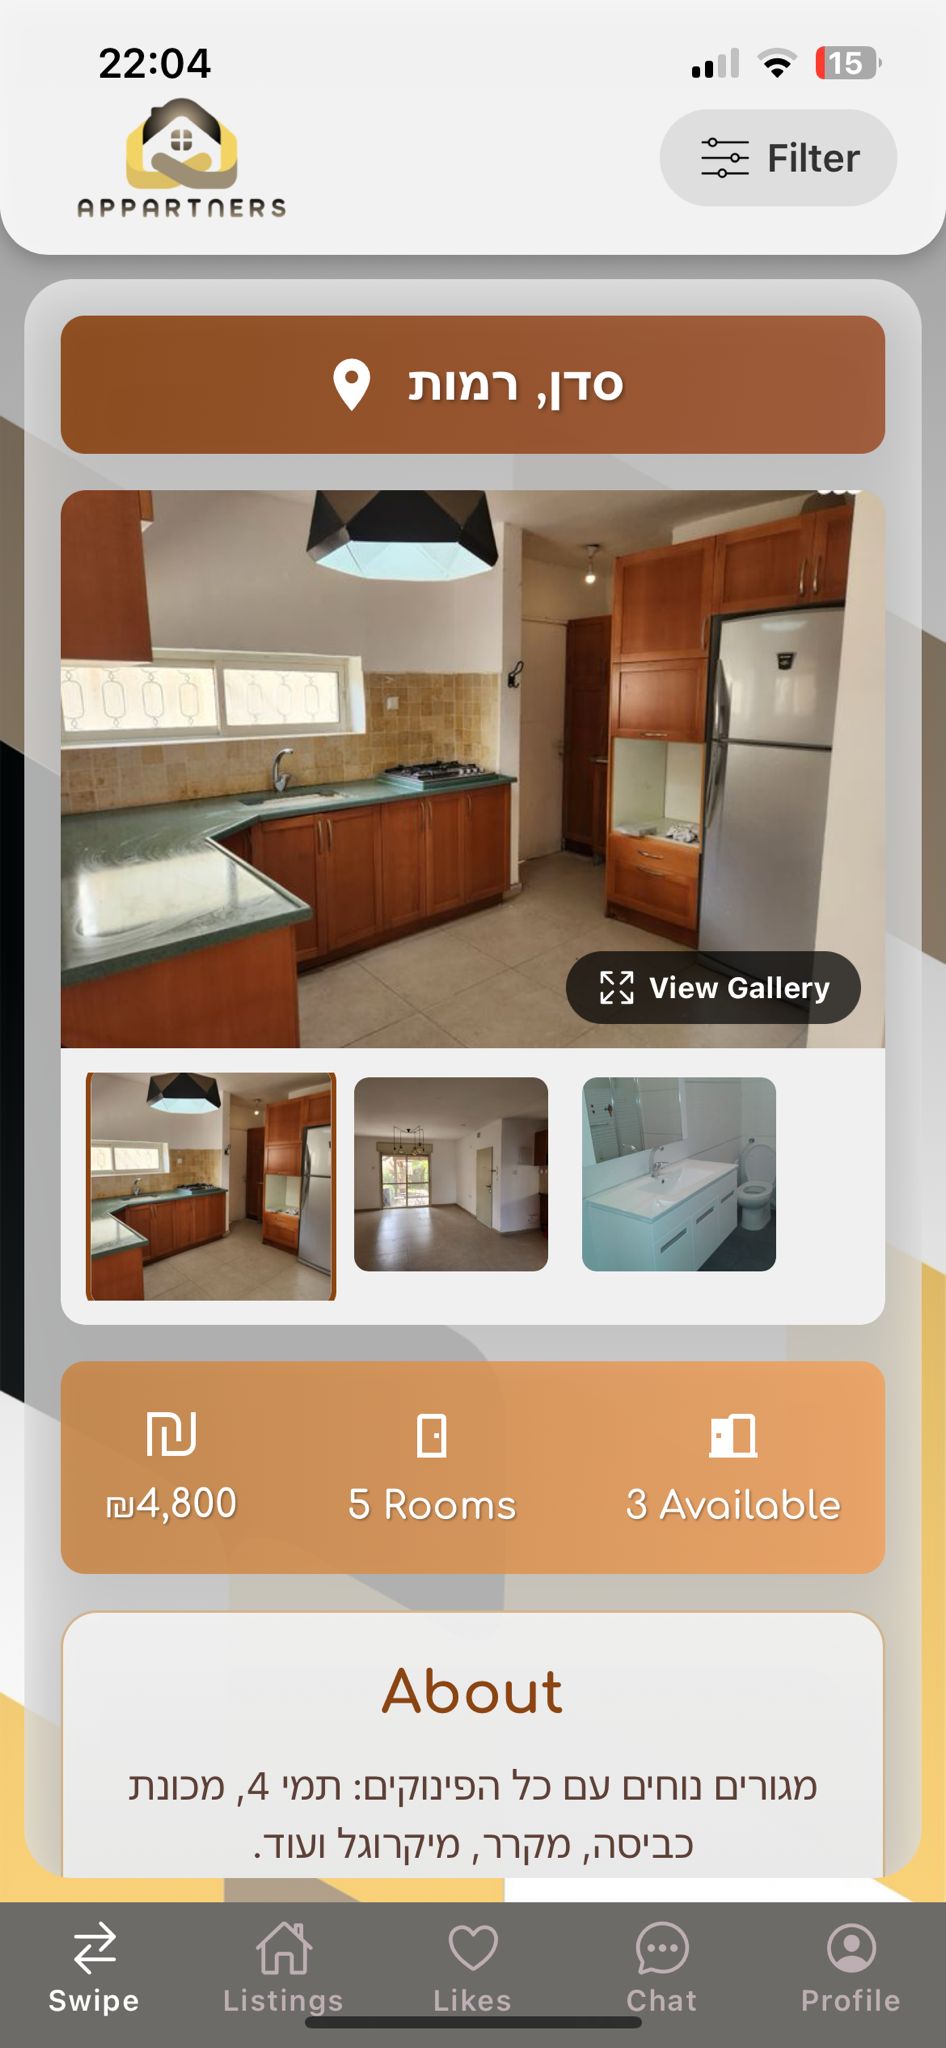 22:04
15
APPARTNERS
Filter
סדן, רמות
View Gallery
₪
₪4,800
5 Rooms
3 Available
About
מגורים נוחים עם כל הפינוקים: תמי 4, מכונת
כביסה, מקרר, מיקרוגל ועוד.
Swipe
Listings
Likes
Chat
Profile